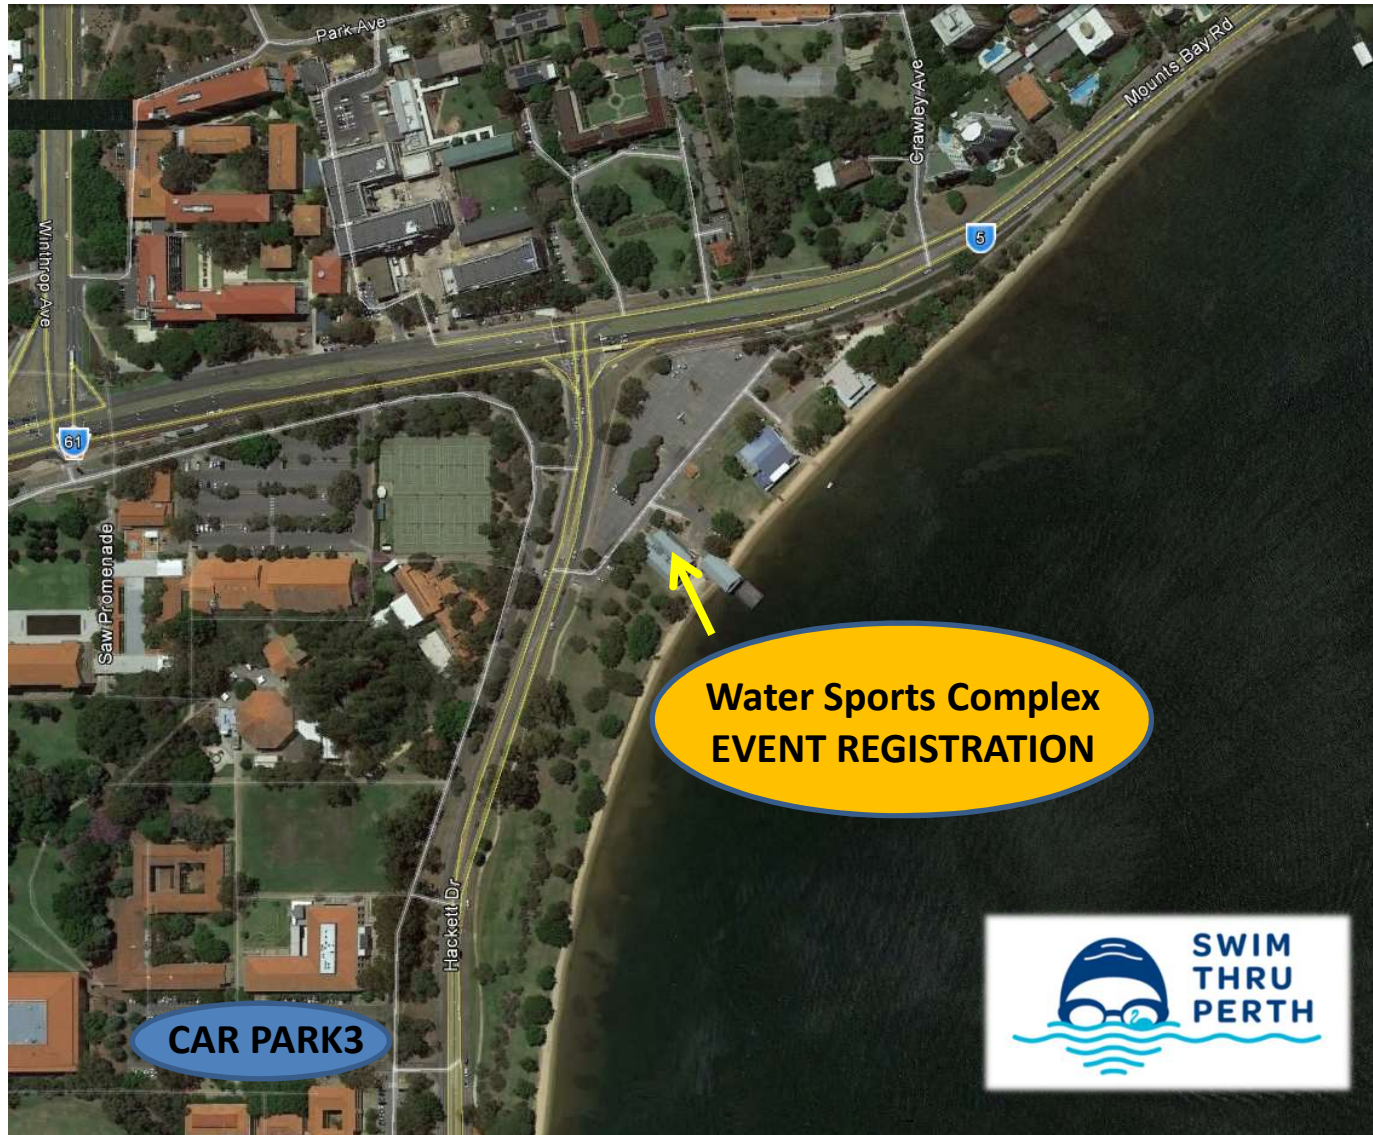 Park Ave
Mounts Bay Rd
Crawley Ave
5
Winthrop Ave
61
Saw Promenade
Water Sports Complex
EVENT REGISTRATION
Hackett Dr
SWIM
THRU
PERTH
CAR PARK3